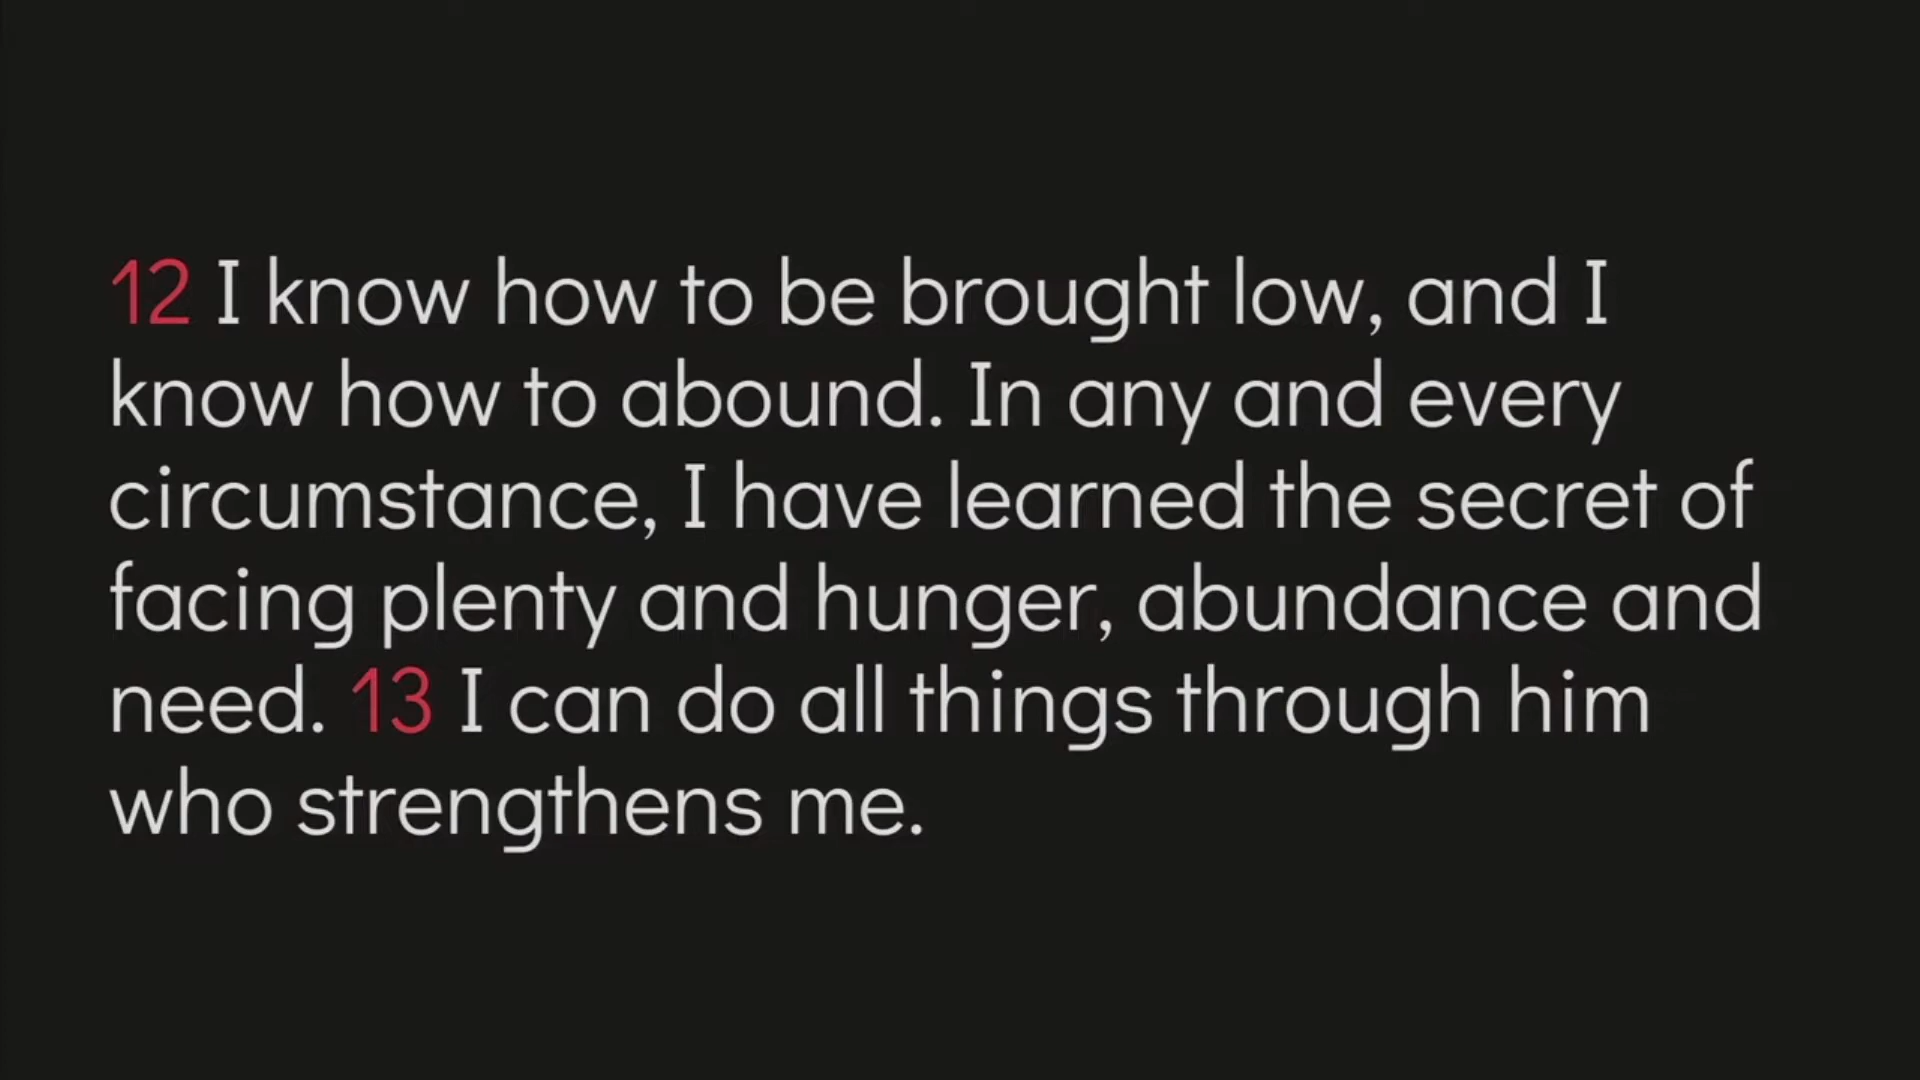 12 I know how to be brought low, and I
know how to abound. In any and every
circumstance, I have learned the secret of
facing plenty and hunger, abundance and
need. 13 I can do all things through him
who strengthens me.